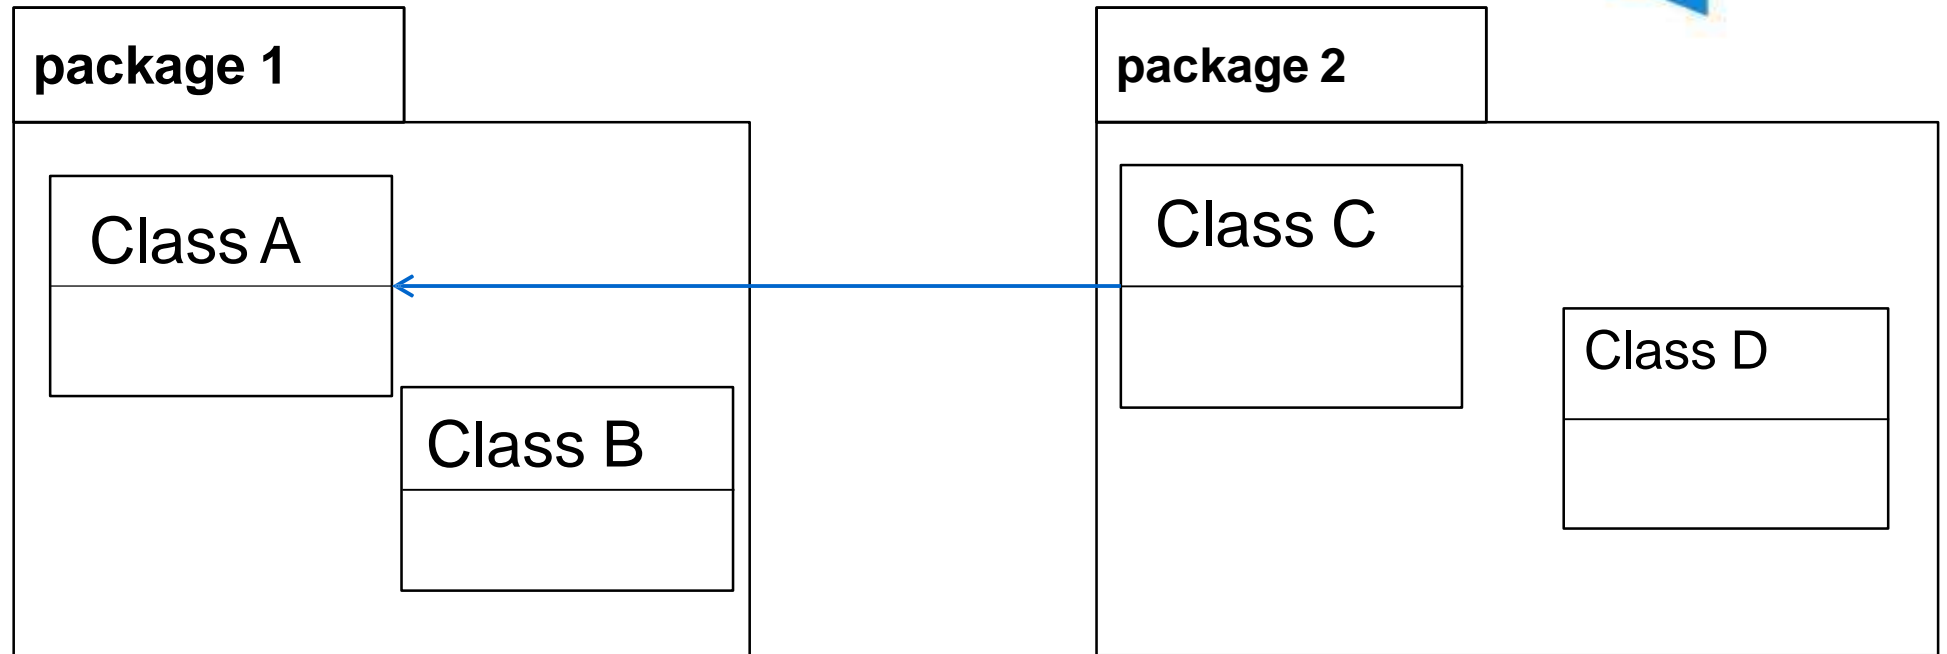 package 1
package 2
Class A
Class C
Class B
Class D